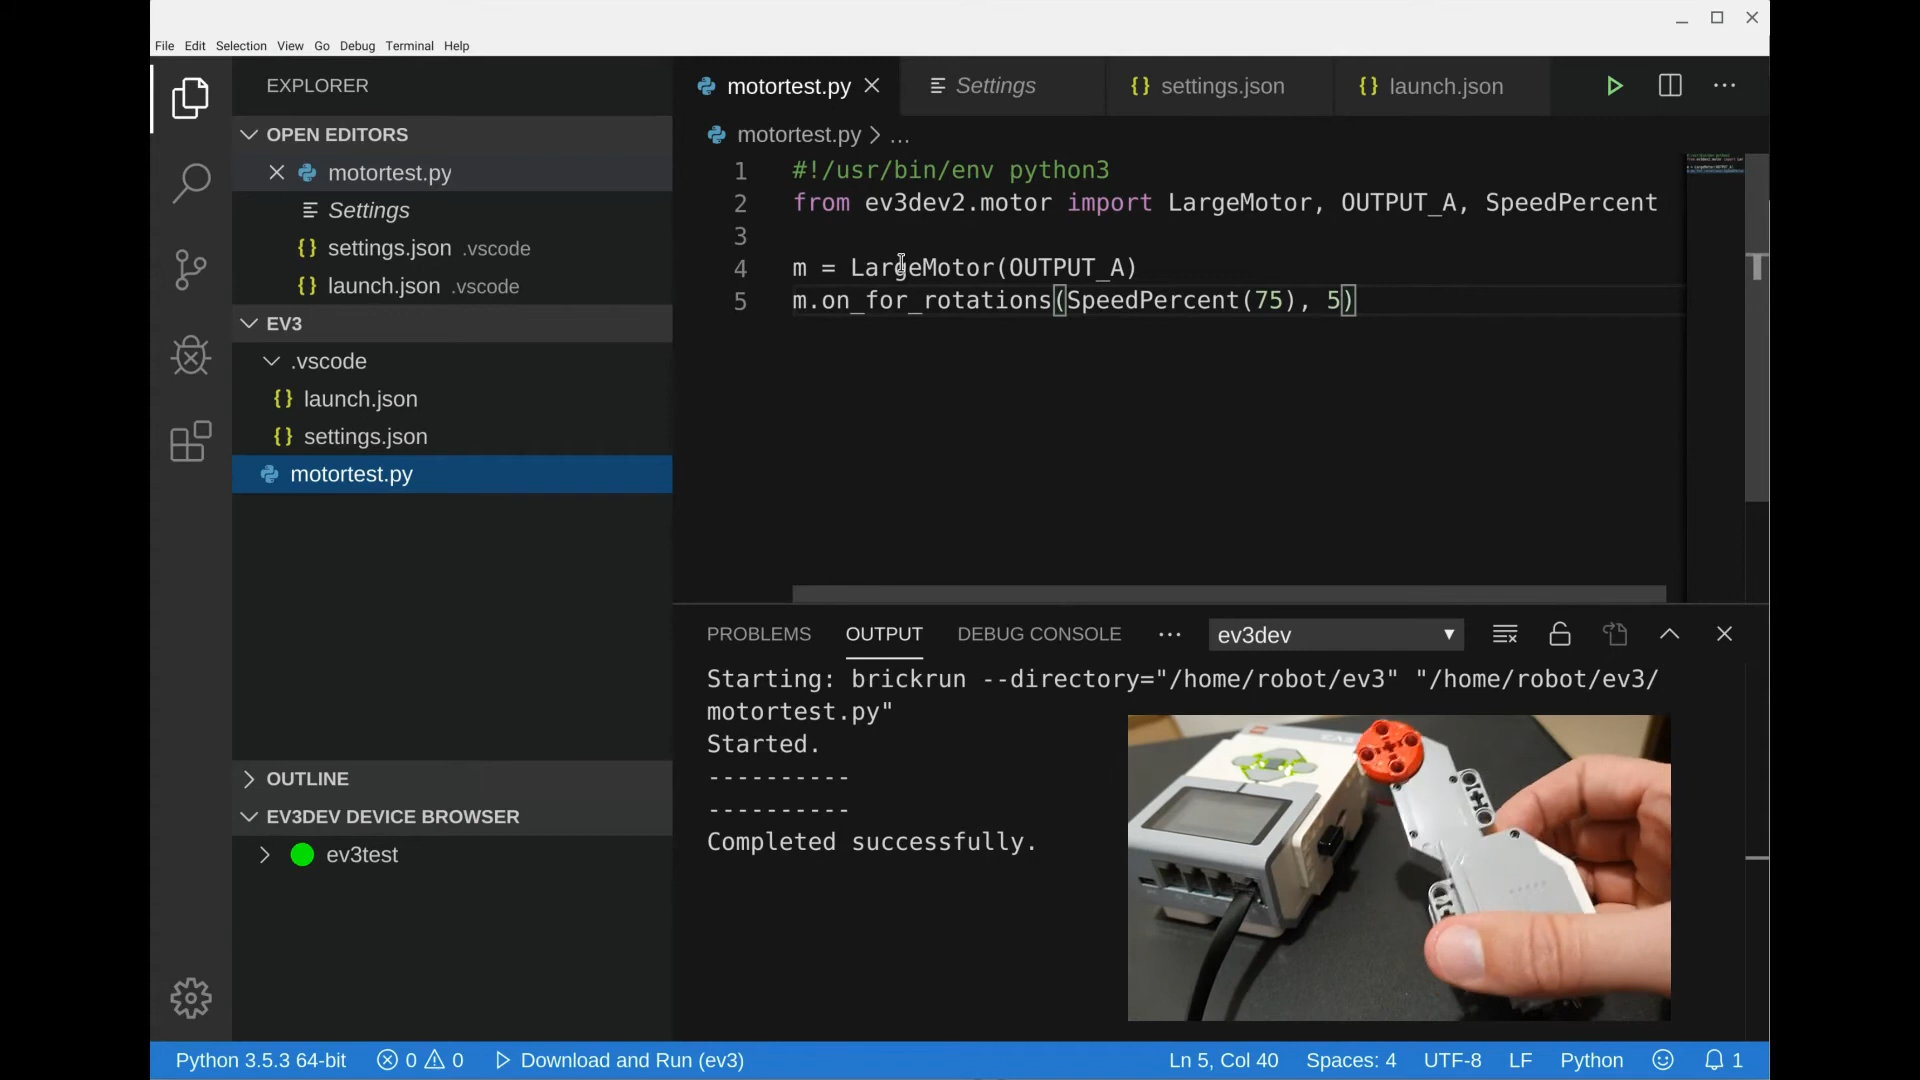 File Edit Selection View Go Debug Terminal Help
EXPLORER
OPEN EDITORS
motortest.py
Settings
settings.json .vscode
launch.json .vscode
EV3
.vscode
{} launch.json
{} settings.json
motortest.py
OUTLINE
EV3DEV DEVICE BROWSER
ev3test
motortest.py Settings {} settings.json {} launch.json
motortest.py > ...
1 #!/usr/bin/env python3
2 from ev3dev2.motor import LargeMotor, OUTPUT_A, SpeedPercent
3
4 m = LargeMotor(OUTPUT_A)
5 m.on_for_rotations(SpeedPercent(75), 5)
PROBLEMS OUTPUT DEBUG CONSOLE ... ev3dev
Starting: brickrun --directory="/home/robot/ev3" "/home/robot/ev3/
motortest.py"
Started.
----------
----------
Completed successfully.
Python 3.5.3 64-bit 0 0 Download and Run (ev3) Ln 5, Col 40 Spaces: 4 UTF-8 LF Python 1